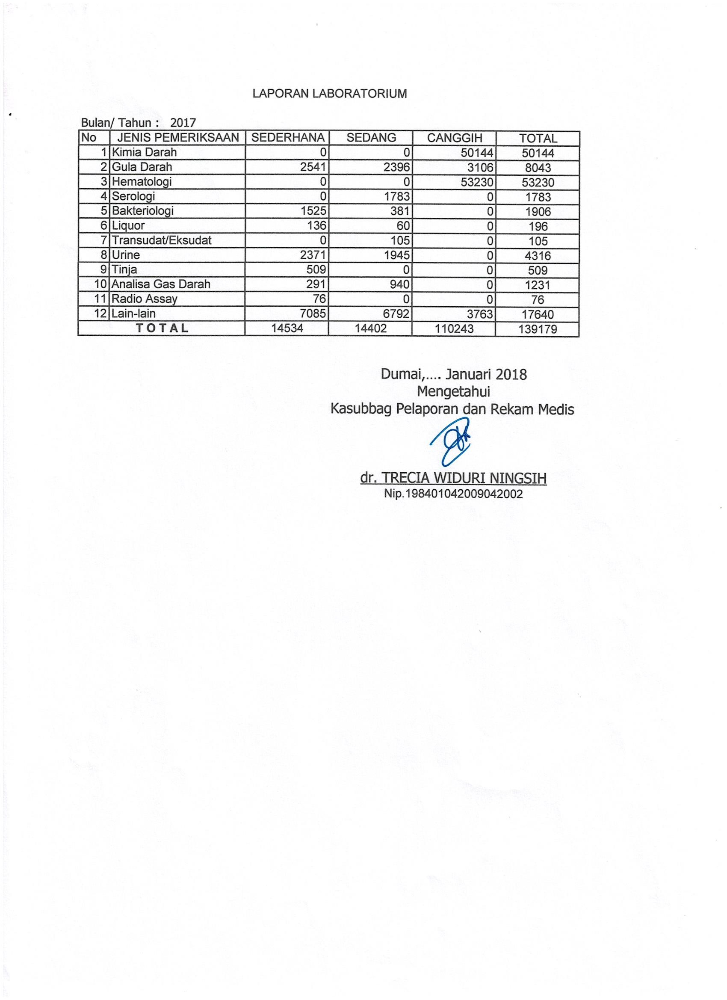 LAPORAN LABORATORIUM
Bulan/ Tahun : 2017
No JENIS PEMERIKSAAN SEDERHANA SEDANG CANGGIH TOTAL
1 Kimia Darah 0 0 50144 50144
2 Gula Darah 2541 2396 3106 8043
3 Hematologi 0 0 53230 53230
4 Serologi 0 1783 0 1783
5 Bakteriologi 1525 381 0 1906
6 Liquor 136 60 0 196
7 Transudat/Eksudat 0 105 0 105
8 Urine 2371 1945 0 4316
9 Tinja 509 0 0 509
10 Analisa Gas Darah 291 940 0 1231
11 Radio Assay 76 0 0 76
12 Lain-lain 7085 6792 3763 17640
T O T A L 14534 14402 110243 139179
Dumai,.... Januari 2018
Mengetahui
Kasubbag Pelaporan dan Rekam Medis
dr. TRECIA WIDURI NINGSIH
Nip.198401042009042002